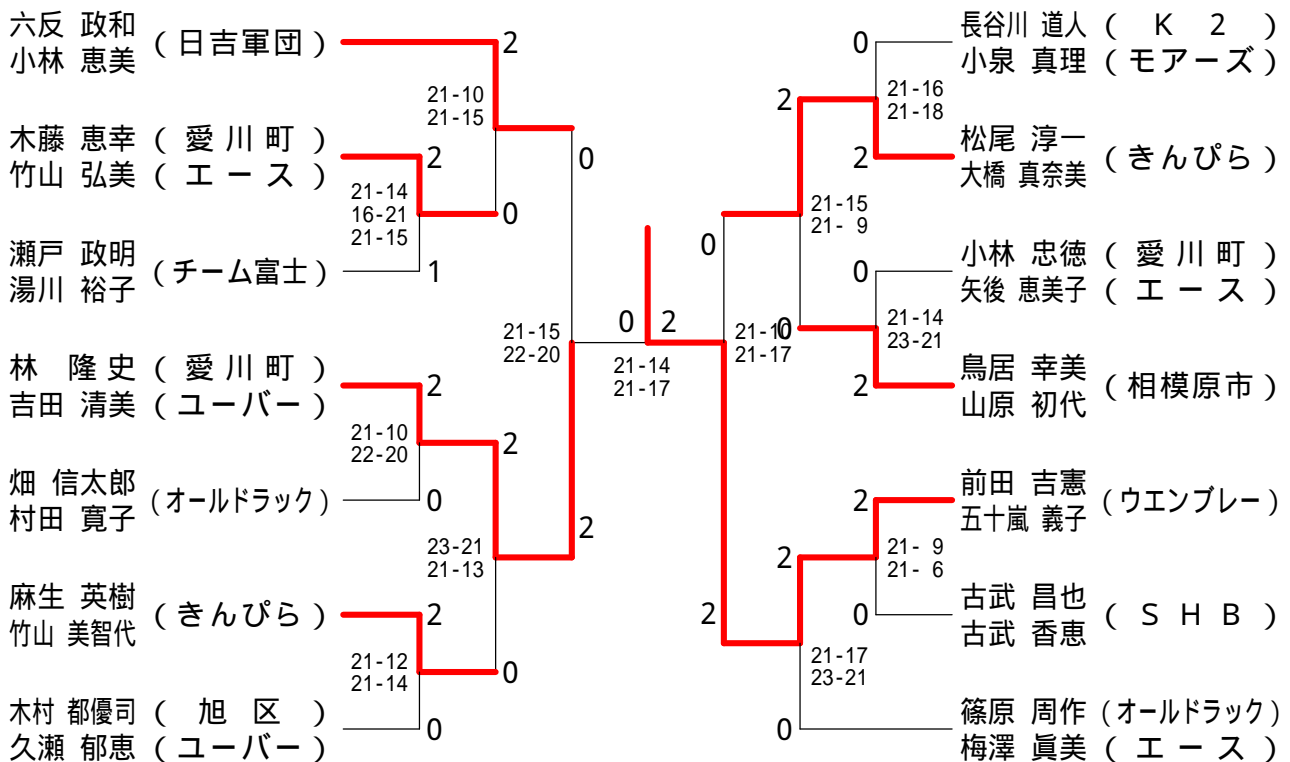 六反 政和
小林 恵美
(日吉軍団)
2
21-10
21-15
木藤 恵幸 (愛川町)
竹山 弘美 (エース)
2
21-14
16-21
21-15
0
瀬戸 政明
湯川 裕子
(チーム富士)
1
0
21-15
22-20
林 隆史 (愛川町)
吉田 清美 (ユーバー)
2
21-10
22-20
2
畑 信太郎
村田 寛子
(オールドラック)
0
23-21
21-13
2
麻生 英樹
竹山 美智代
(きんぴら)
2
21-12
21-14
0
木村 都優司 (旭区)
久瀬 郁恵 (ユーバー)
0
0 2
21-14
21-17
長谷川 道人 (K2)
小泉 真理 (モアーズ)
0
21-16
21-18
2
松尾 淳一
大橋 真奈美
(きんぴら)
2
21-15
21- 9
0
小林 忠徳 (愛川町)
矢後 恵美子 (エース)
0
21-14
23-21
0
鳥居 幸美
山原 初代
(相模原市)
2
21-17
前田 吉憲
五十嵐 義子
(ウエンブレー)
2
21- 9
21- 6
2
古武 昌也
古武 香恵
(SHB)
0
2
21-17
23-21
篠原 周作 (オールドラック)
梅澤 眞美 (エース)
0